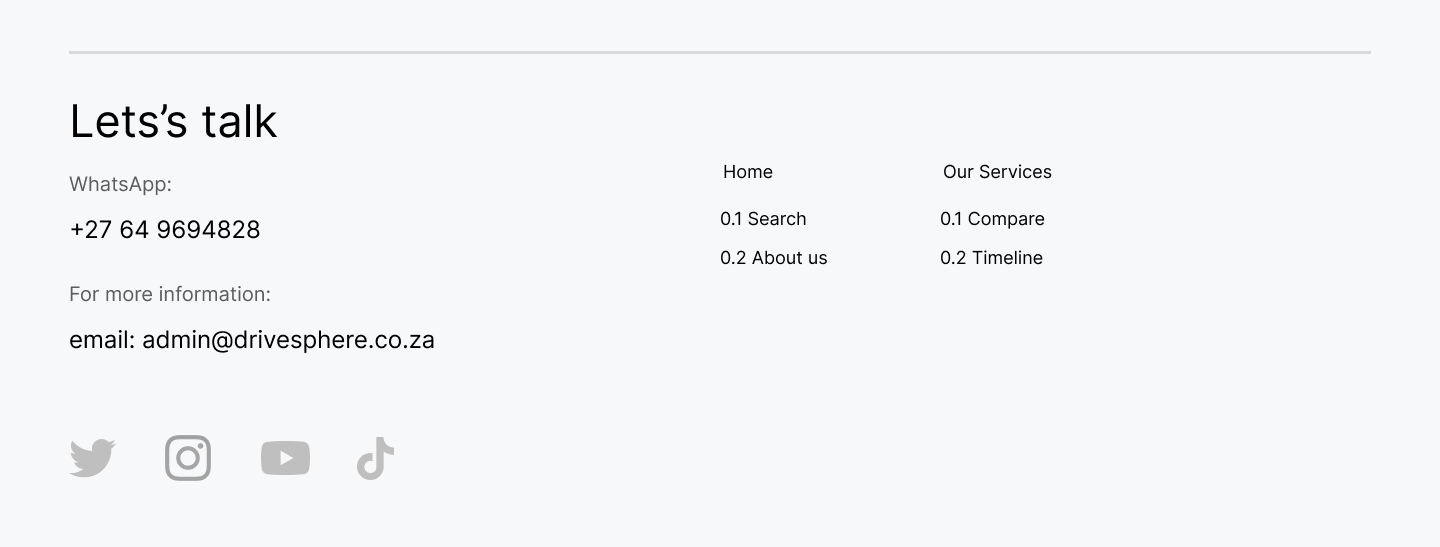 Lets’s talk
WhatsApp:
+27 64 9694828
For more information:
email: admin@drivesphere.co.za
Home
0.1 Search
0.2 About us
Our Services
0.1 Compare
0.2 Timeline